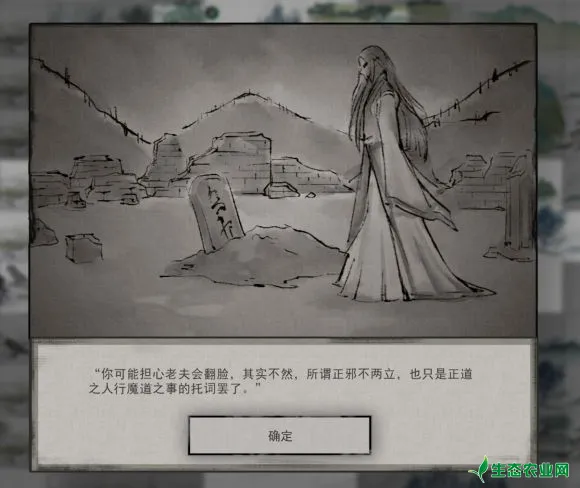 “你可能担心老夫会翻脸，其实不然，所谓正邪不两立，也只是正道
之人行魔道之事的托词罢了。”
确定
生态农业网